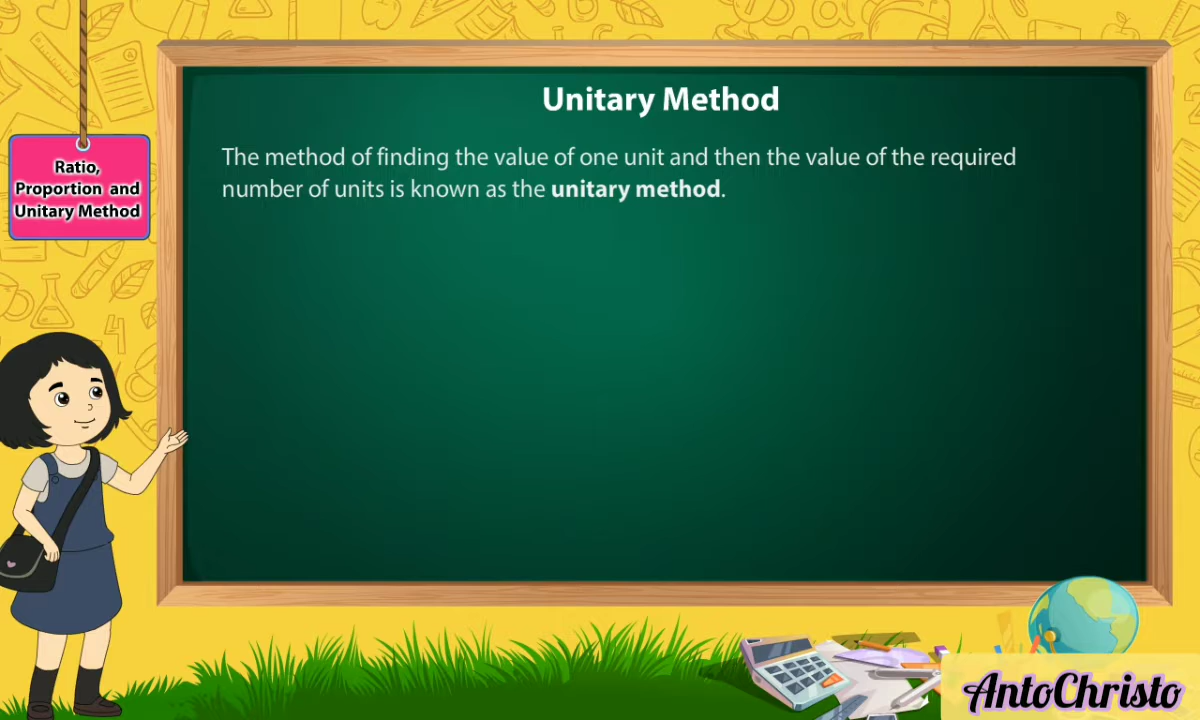 Unitary Method
The method of finding the value of one unit and then the value of the required
number of units is known as the unitary method.
Ratio,
Proportion and
Unitary Method
AntoChristo